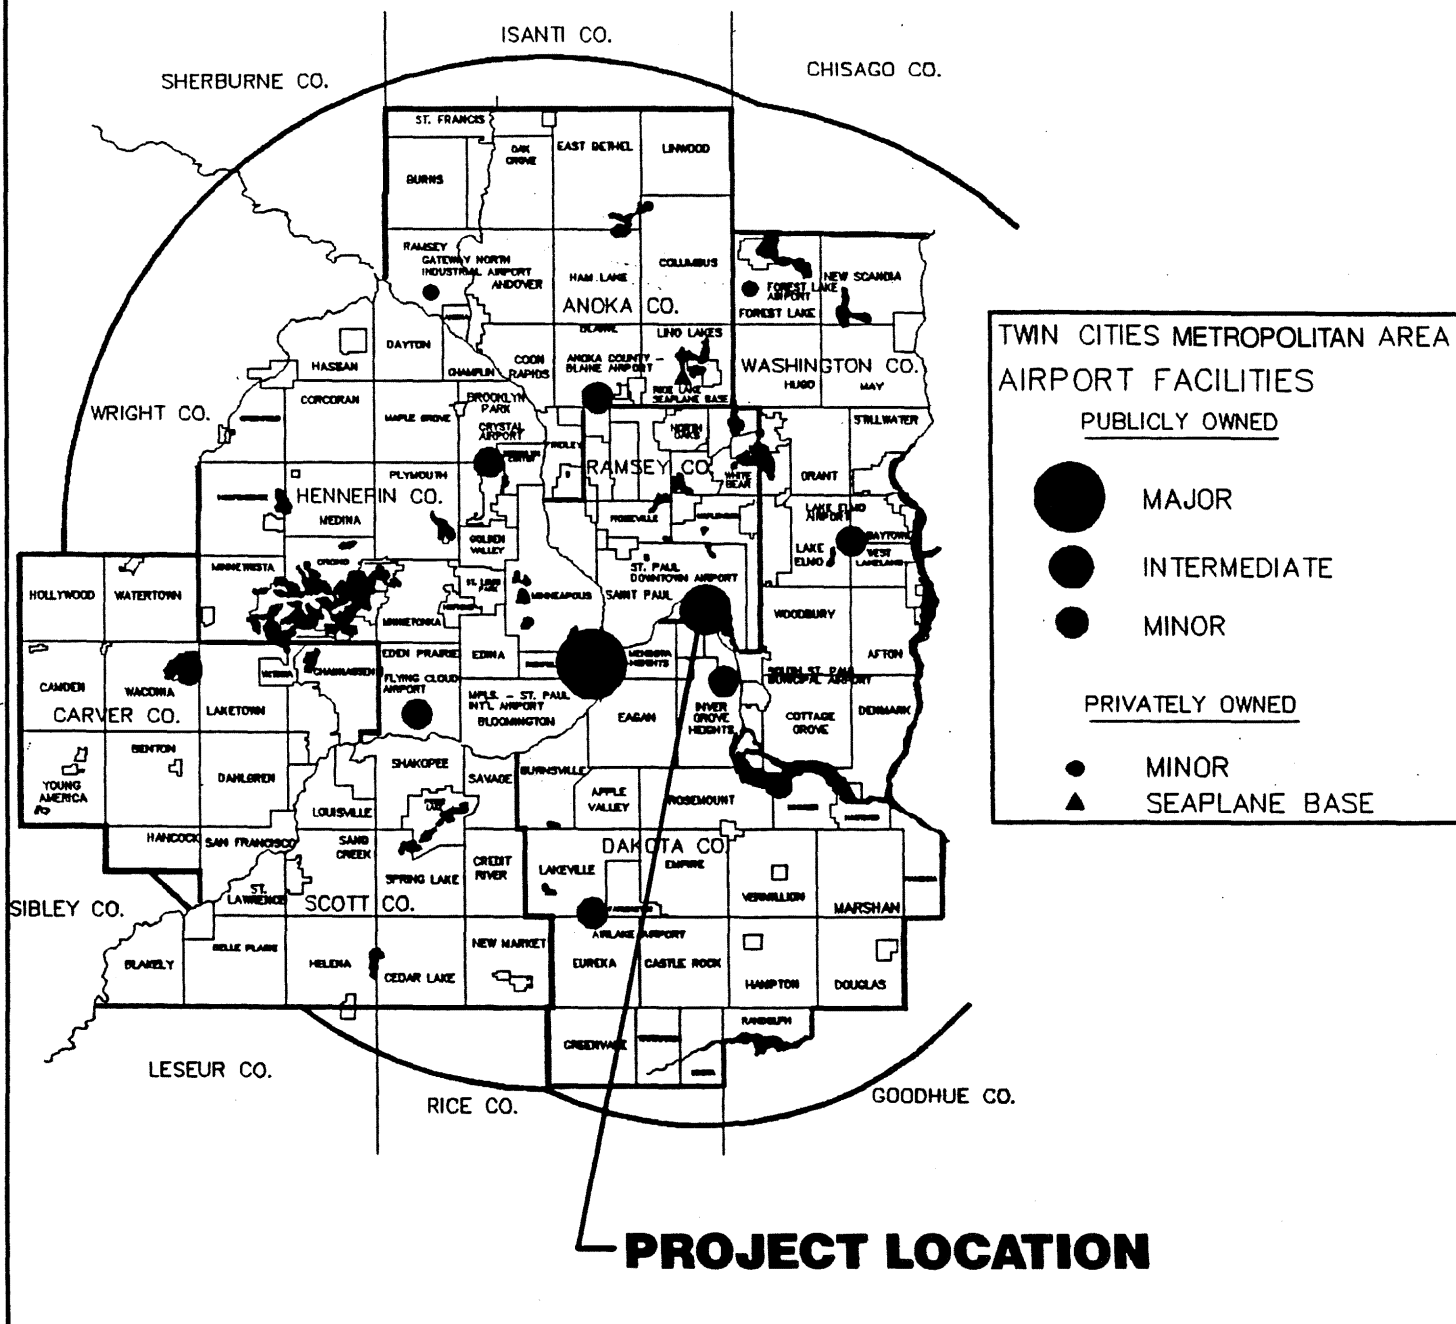 ISANTI CO.
SHERBURNE CO.
CHISAGO CO.
ST. FRANCIS
OAK
GROVE
EAST BETHEL
LINWOOD
BURNS
RAMSEY
GATEWAY NORTH
INDUSTRIAL AIRPORT
ANDOVER
HAM LAKE
COLUMBUS
NEW SCANDIA
FOREST LAKE
AIRPORT
FOREST LAKE
ANOKA CO.
BLAINE
LINO LAKES
DAYTON
HASSAN
CHAMPLIN
COON
RAPIDS
ANOKA COUNTY -
BLAINE AIRPORT
RICE LAKE
SEAPLANE BASE
WASHINGTON CO.
HUGO
MAY
WRIGHT CO.
CORCORAN
MAPLE GROVE
BROOKLYN
PARK
CRYSTAL
AIRPORT
NORTH
OAKS
STILLWATER
PLYMOUTH
HENNEPIN CO.
RAMSEY CO.
WHITE
BEAR
GRANT
MEDINA
GOLDEN
VALLEY
ROSEVILLE
LAKE ELMO
AIRPORT
BAYTOWN
WEST
LAKELAND
LAKE
ELMO
MINNETRISTA
ORONO
ST. LOUIS
PARK
MINNEAPOLIS
ST. PAUL
DOWNTOWN AIRPORT
SAINT PAUL
HOLLYWOOD
WATERTOWN
MINNETONKA
WOODBURY
EDEN PRAIRIE
EDINA
MENDOTA
HEIGHTS
AFTON
CAMDEN
WACONIA
CHANHASSEN
FLYING CLOUD
AIRPORT
MPLS. - ST. PAUL
INT'L AIRPORT
BLOOMINGTON
SOUTH ST. PAUL
MUNICIPAL AIRPORT
CARVER CO.
LAKETOWN
EAGAN
INVER
GROVE
HEIGHTS
COTTAGE
GROVE
DENMARK
BENTON
DAHLGREN
SHAKOPEE
SAVAGE
BURNSVILLE
YOUNG
AMERICA
LOUISVILLE
APPLE
VALLEY
ROSEMOUNT
HANCOCK
SAN FRANCISCO
SAND
CREEK
SPRING LAKE
CREDIT
RIVER
LAKEVILLE
DAKOTA CO.
EMPIRE
VERMILLION
MARSHAN
SIBLEY CO.
ST.
LAWRENCE
SCOTT CO.
BLAKELY
BELLE PLAINE
HELENA
CEDAR LAKE
NEW MARKET
AIRLAKE AIRPORT
EUREKA
CASTLE ROCK
HAMPTON
DOUGLAS
RANDOLPH
GREENVALE
LESEUR CO.
RICE CO.
GOODHUE CO.
TWIN CITIES METROPOLITAN AREA
AIRPORT FACILITIES
PUBLICLY OWNED
MAJOR
INTERMEDIATE
MINOR
PRIVATELY OWNED
MINOR
SEAPLANE BASE
PROJECT LOCATION